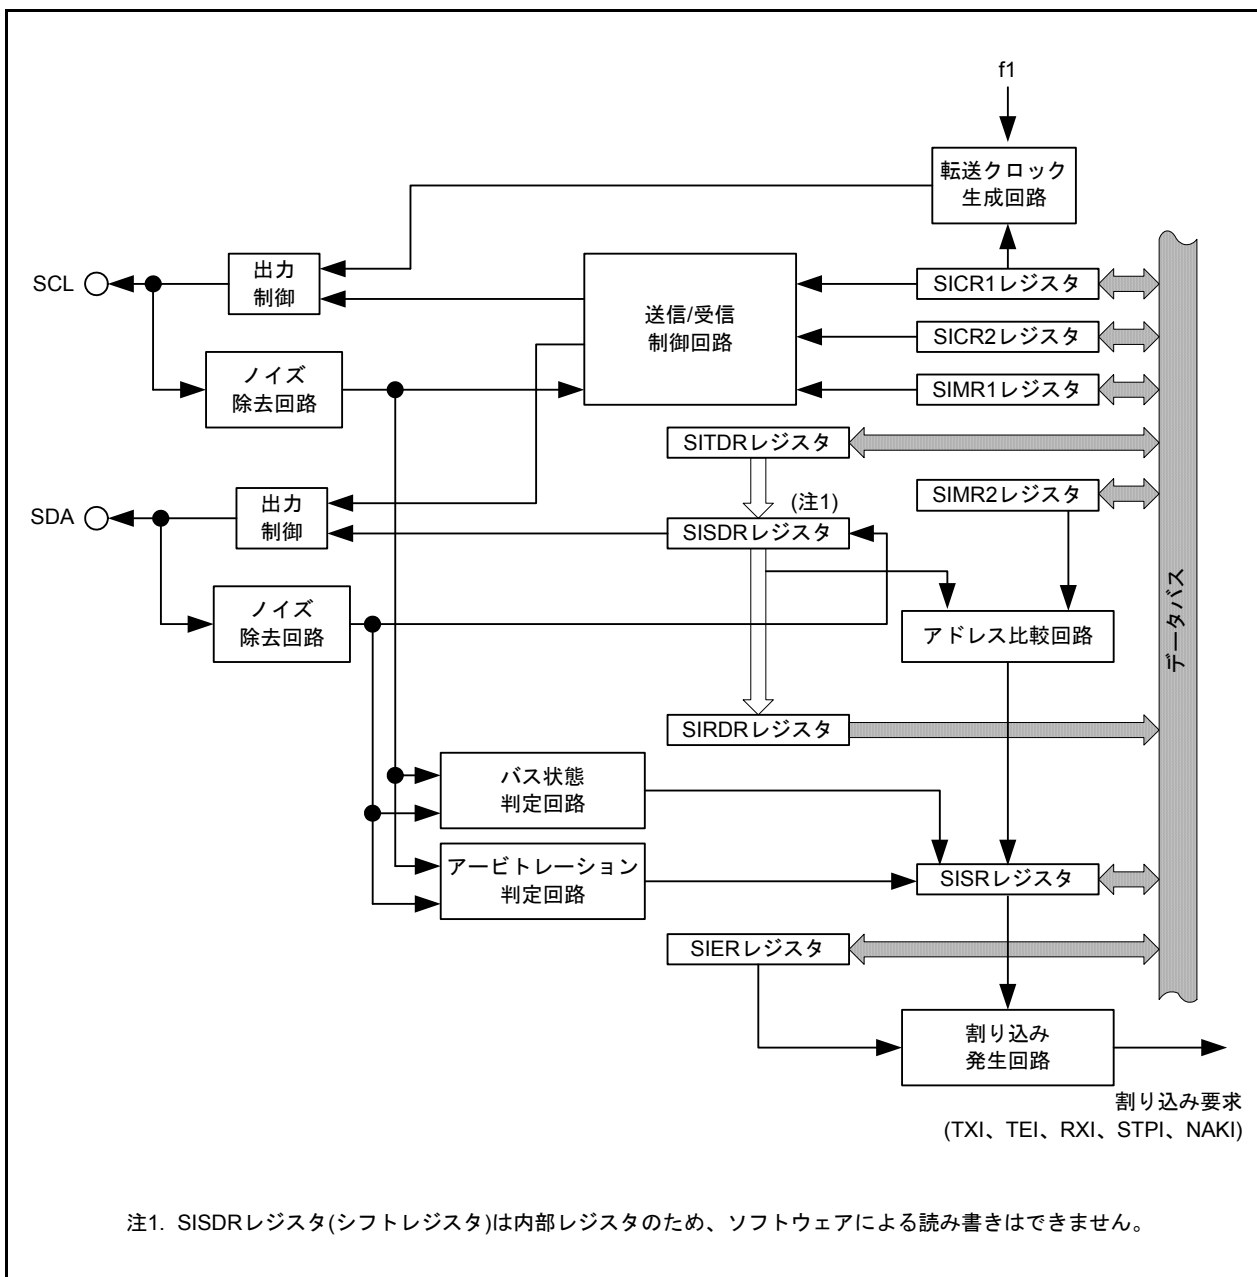 f1
転送クロック
生成回路
SCL
出力
制御
送信/受信
制御回路
SICR1レジスタ
SICR2レジスタ
SIMR1レジスタ
ノイズ
除去回路
SITDRレジスタ
SIMR2レジスタ
SDA
出力
制御
(注1)
SISDRレジスタ
ノイズ
除去回路
アドレス比較回路
データバス
SIRDRレジスタ
バス状態
判定回路
アービトレーション
判定回路
SISRレジスタ
SIERレジスタ
割り込み
発生回路
割り込み要求
(TXI、TEI、RXI、STPI、NAKI)
注1. SISDRレジスタ(シフトレジスタ)は内部レジスタのため、ソフトウェアによる読み書きはできません。